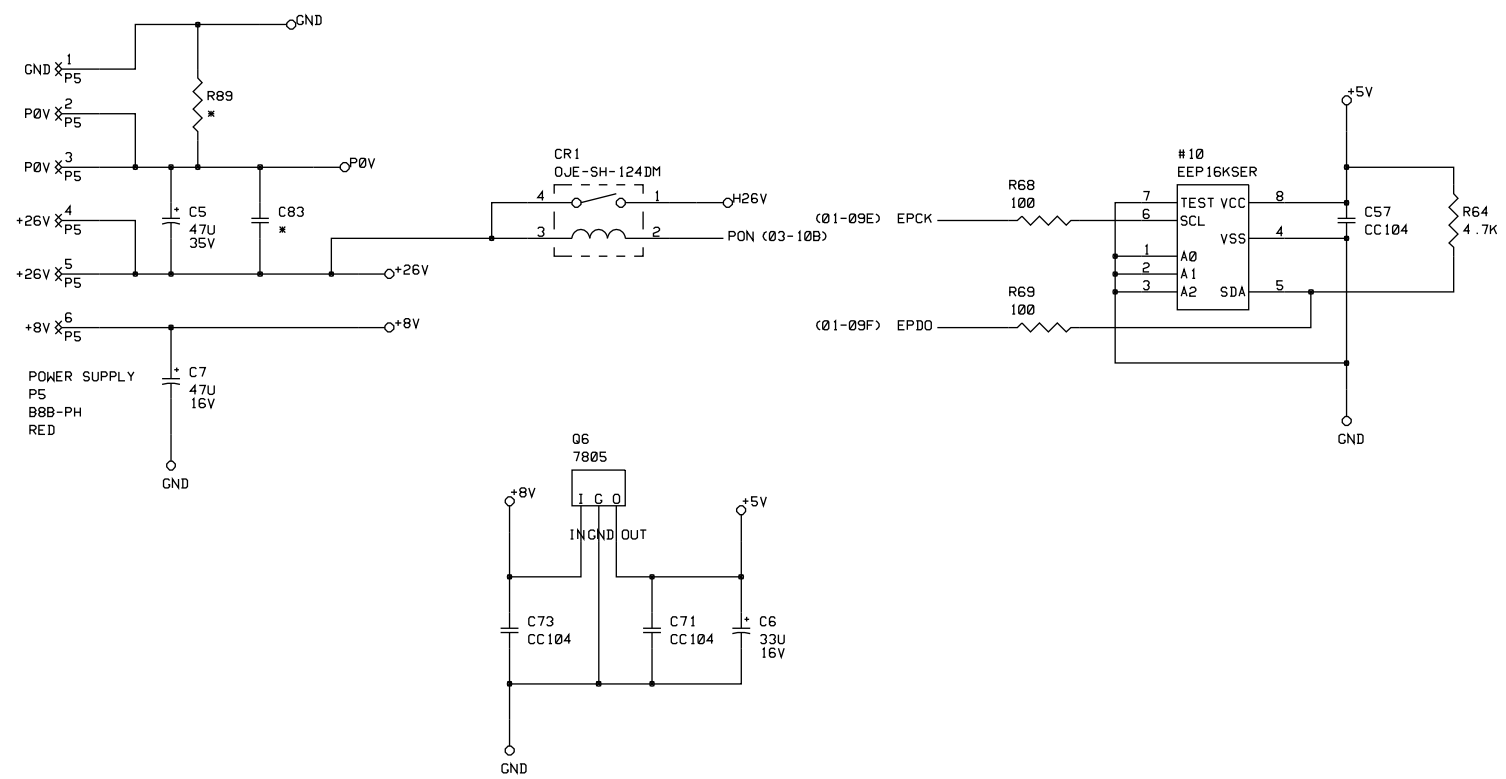 GND
GND 1
P5
P0V 2
P5
R89
*
P0V 3
P5
P0V
+26V 4
P5
+ C5
47U
35V
C83
*
+26V 5
P5
+26V
+8V 6
P5
+8V
POWER SUPPLY
P5
B8B-PH
RED
+ C7
47U
16V
GND
CR1
OJE-SH-124DM
4 1 H26V
3 2 PON (03-10B)
(01-09E) EPCK
R68
100
(01-09F) EPDO
R69
100
#10
EEP16KSER
7 TEST VCC 8
6 SCL
VSS 4
1 A0
2 A1
3 A2 SDA 5
+5V
C57
CC104
R64
4.7K
GND
Q6
7805
I G O
IN GND OUT
+8V
+5V
C73
CC104
C71
CC104
+ C6
33U
16V
GND